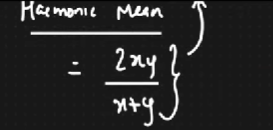 Harmonic Mean
= 2xy
x+y